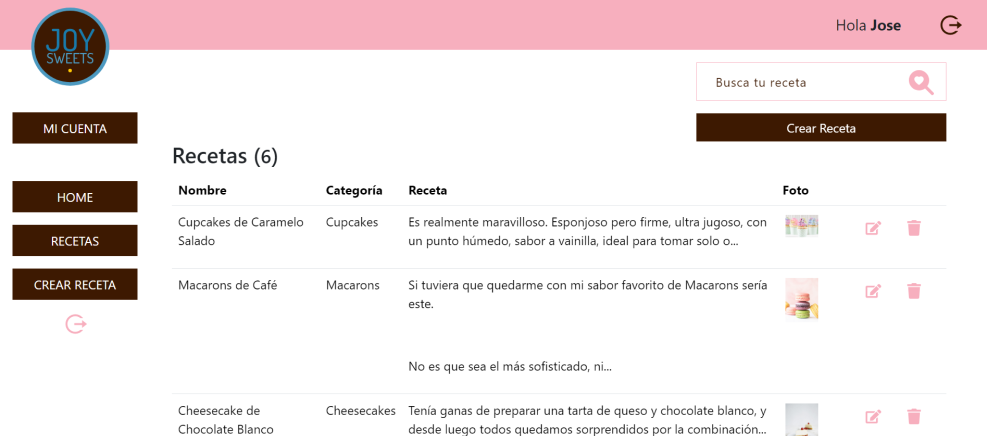 Hola Jose
JOY
SWEETS
Busca tu receta
MI CUENTA
Crear Receta
Recetas (6)
Nombre Categoría Receta Foto
HOME
Cupcakes de Caramelo Cupcakes Es realmente maravilloso. Esponjoso pero firme, ultra jugoso, con
Salado un punto húmedo, sabor a vainilla, ideal para tomar solo o...
RECETAS
CREAR RECETA
Macarons de Café Macarons Si tuviera que quedarme con mi sabor favorito de Macarons sería
este.
No es que sea el más sofisticado, ni...
Cheesecake de Cheesecakes Tenía ganas de preparar una tarta de queso y chocolate blanco, y
Chocolate Blanco desde luego todos quedamos sorprendidos por la combinación...